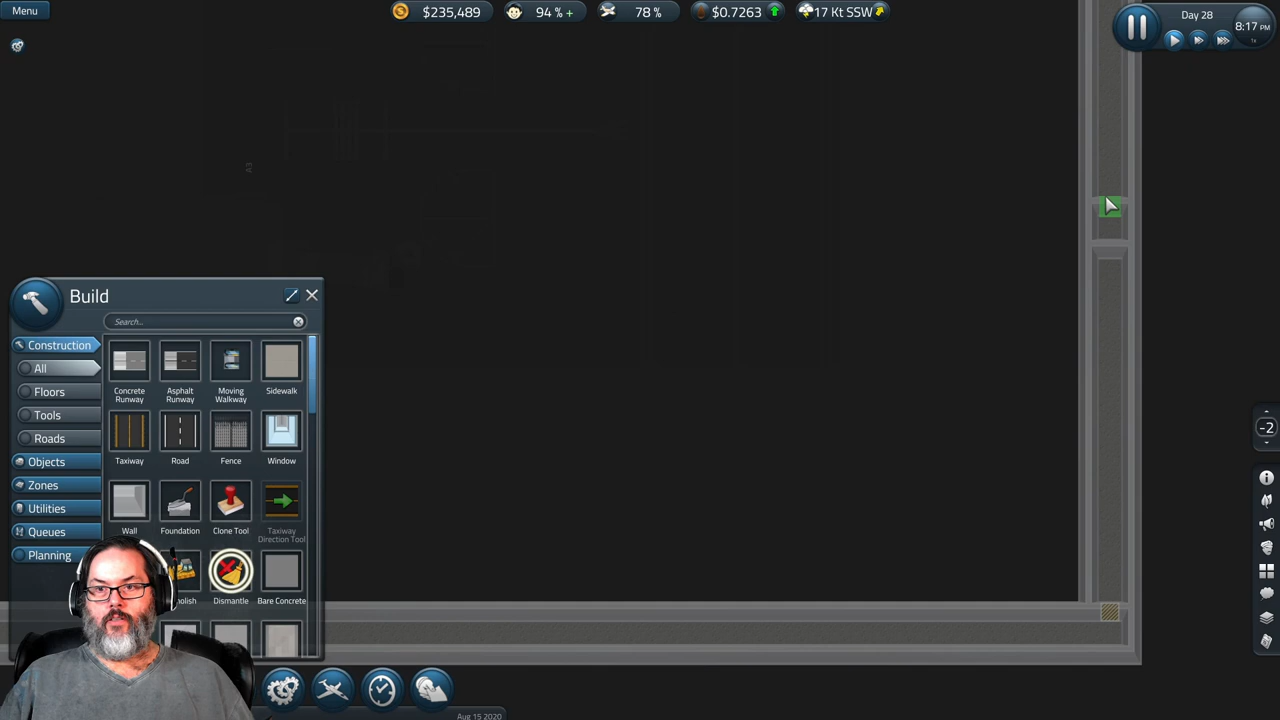 Menu
$235,489
94 % +
78 %
$0.7263
17 Kt SSW
Day 28
8:17 PM
1x
A3
Build
Search...
Construction
All
Floors
Tools
Roads
Objects
Zones
Utilities
Queues
Planning
Concrete Runway
Asphalt Runway
Moving Walkway
Sidewalk
Taxiway
Road
Fence
Window
Wall
Foundation
Clone Tool
Taxiway Direction Tool
Dismantle
Bare Concrete
-2
Aug 15 2020